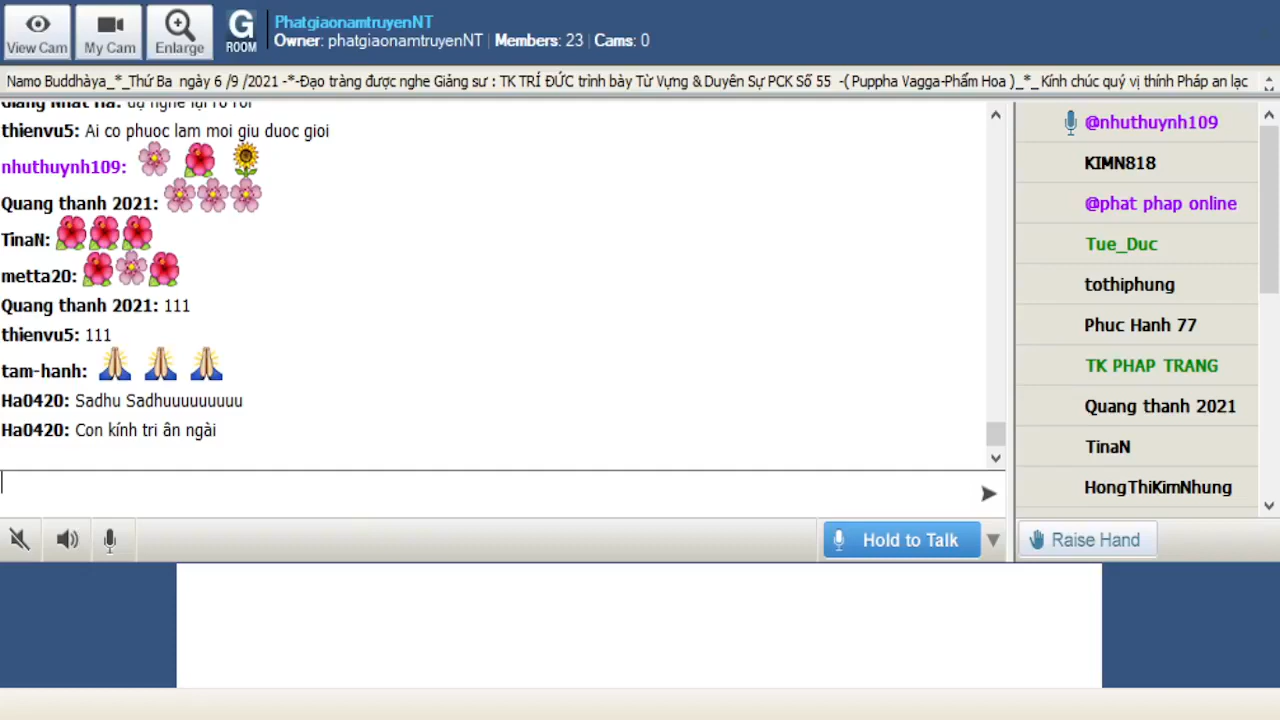 View Cam
My Cam
Enlarge
G
ROOM
PhatgiaonamtruyenNT
Owner: phatgiaonamtruyenNT | Members: 23 | Cams: 0
Namo Buddhàya_*_Thứ Ba ngày 6 /9 /2021 -*-Đạo tràng được nghe Giảng sư : TK TRÍ ĐỨC trình bày Từ Vựng & Duyên Sự PCK Số 55 -( Puppha Vagga-Phẩm Hoa )_*_ Kính chúc quý vị thính Pháp an lạc
thienvu5: Ai co phuoc lam moi giu duoc gioi
nhuthuynh109:
Quang thanh 2021:
TinaN:
metta20:
Quang thanh 2021: 111
thienvu5: 111
tam-hanh:
Ha0420: Sadhu Sadhuuuuuuuuu
Ha0420: Con kính tri ân ngài
@nhuthuynh109
KIMN818
@phat phap online
Tue_Duc
tothiphung
Phuc Hanh 77
TK PHAP TRANG
Quang thanh 2021
TinaN
HongThiKimNhung
Hold to Talk
Raise Hand